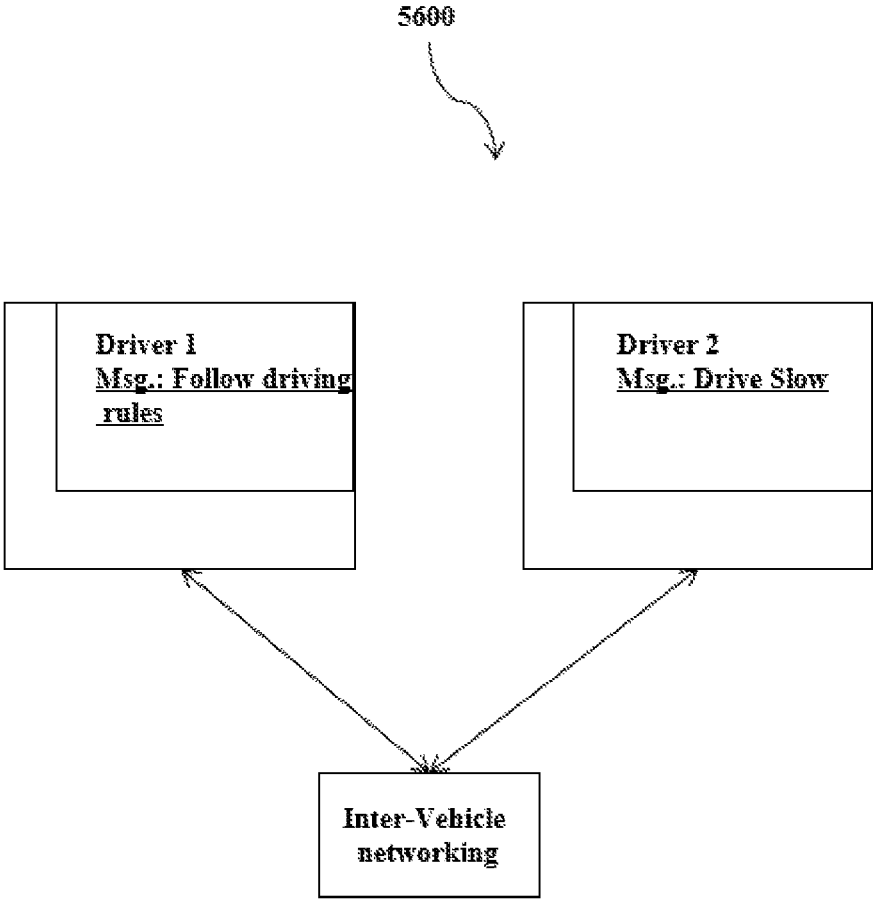 5600
Driver 1
Msg.: Follow driving
rules
Driver 2
Msg.: Drive Slow
Inter-Vehicle
networking